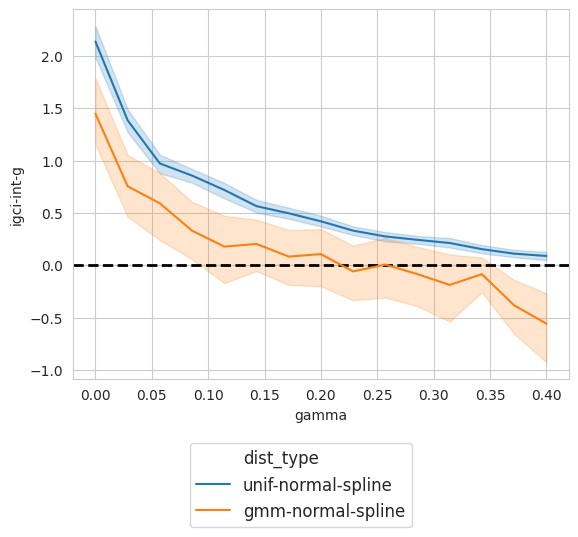 2.0
1.5
1.0
0.5
0.0
−0.5
−1.0
igci-int-g
0.00 0.05 0.10 0.15 0.20 0.25 0.30 0.35 0.40
gamma
dist_type
unif-normal-spline
gmm-normal-spline